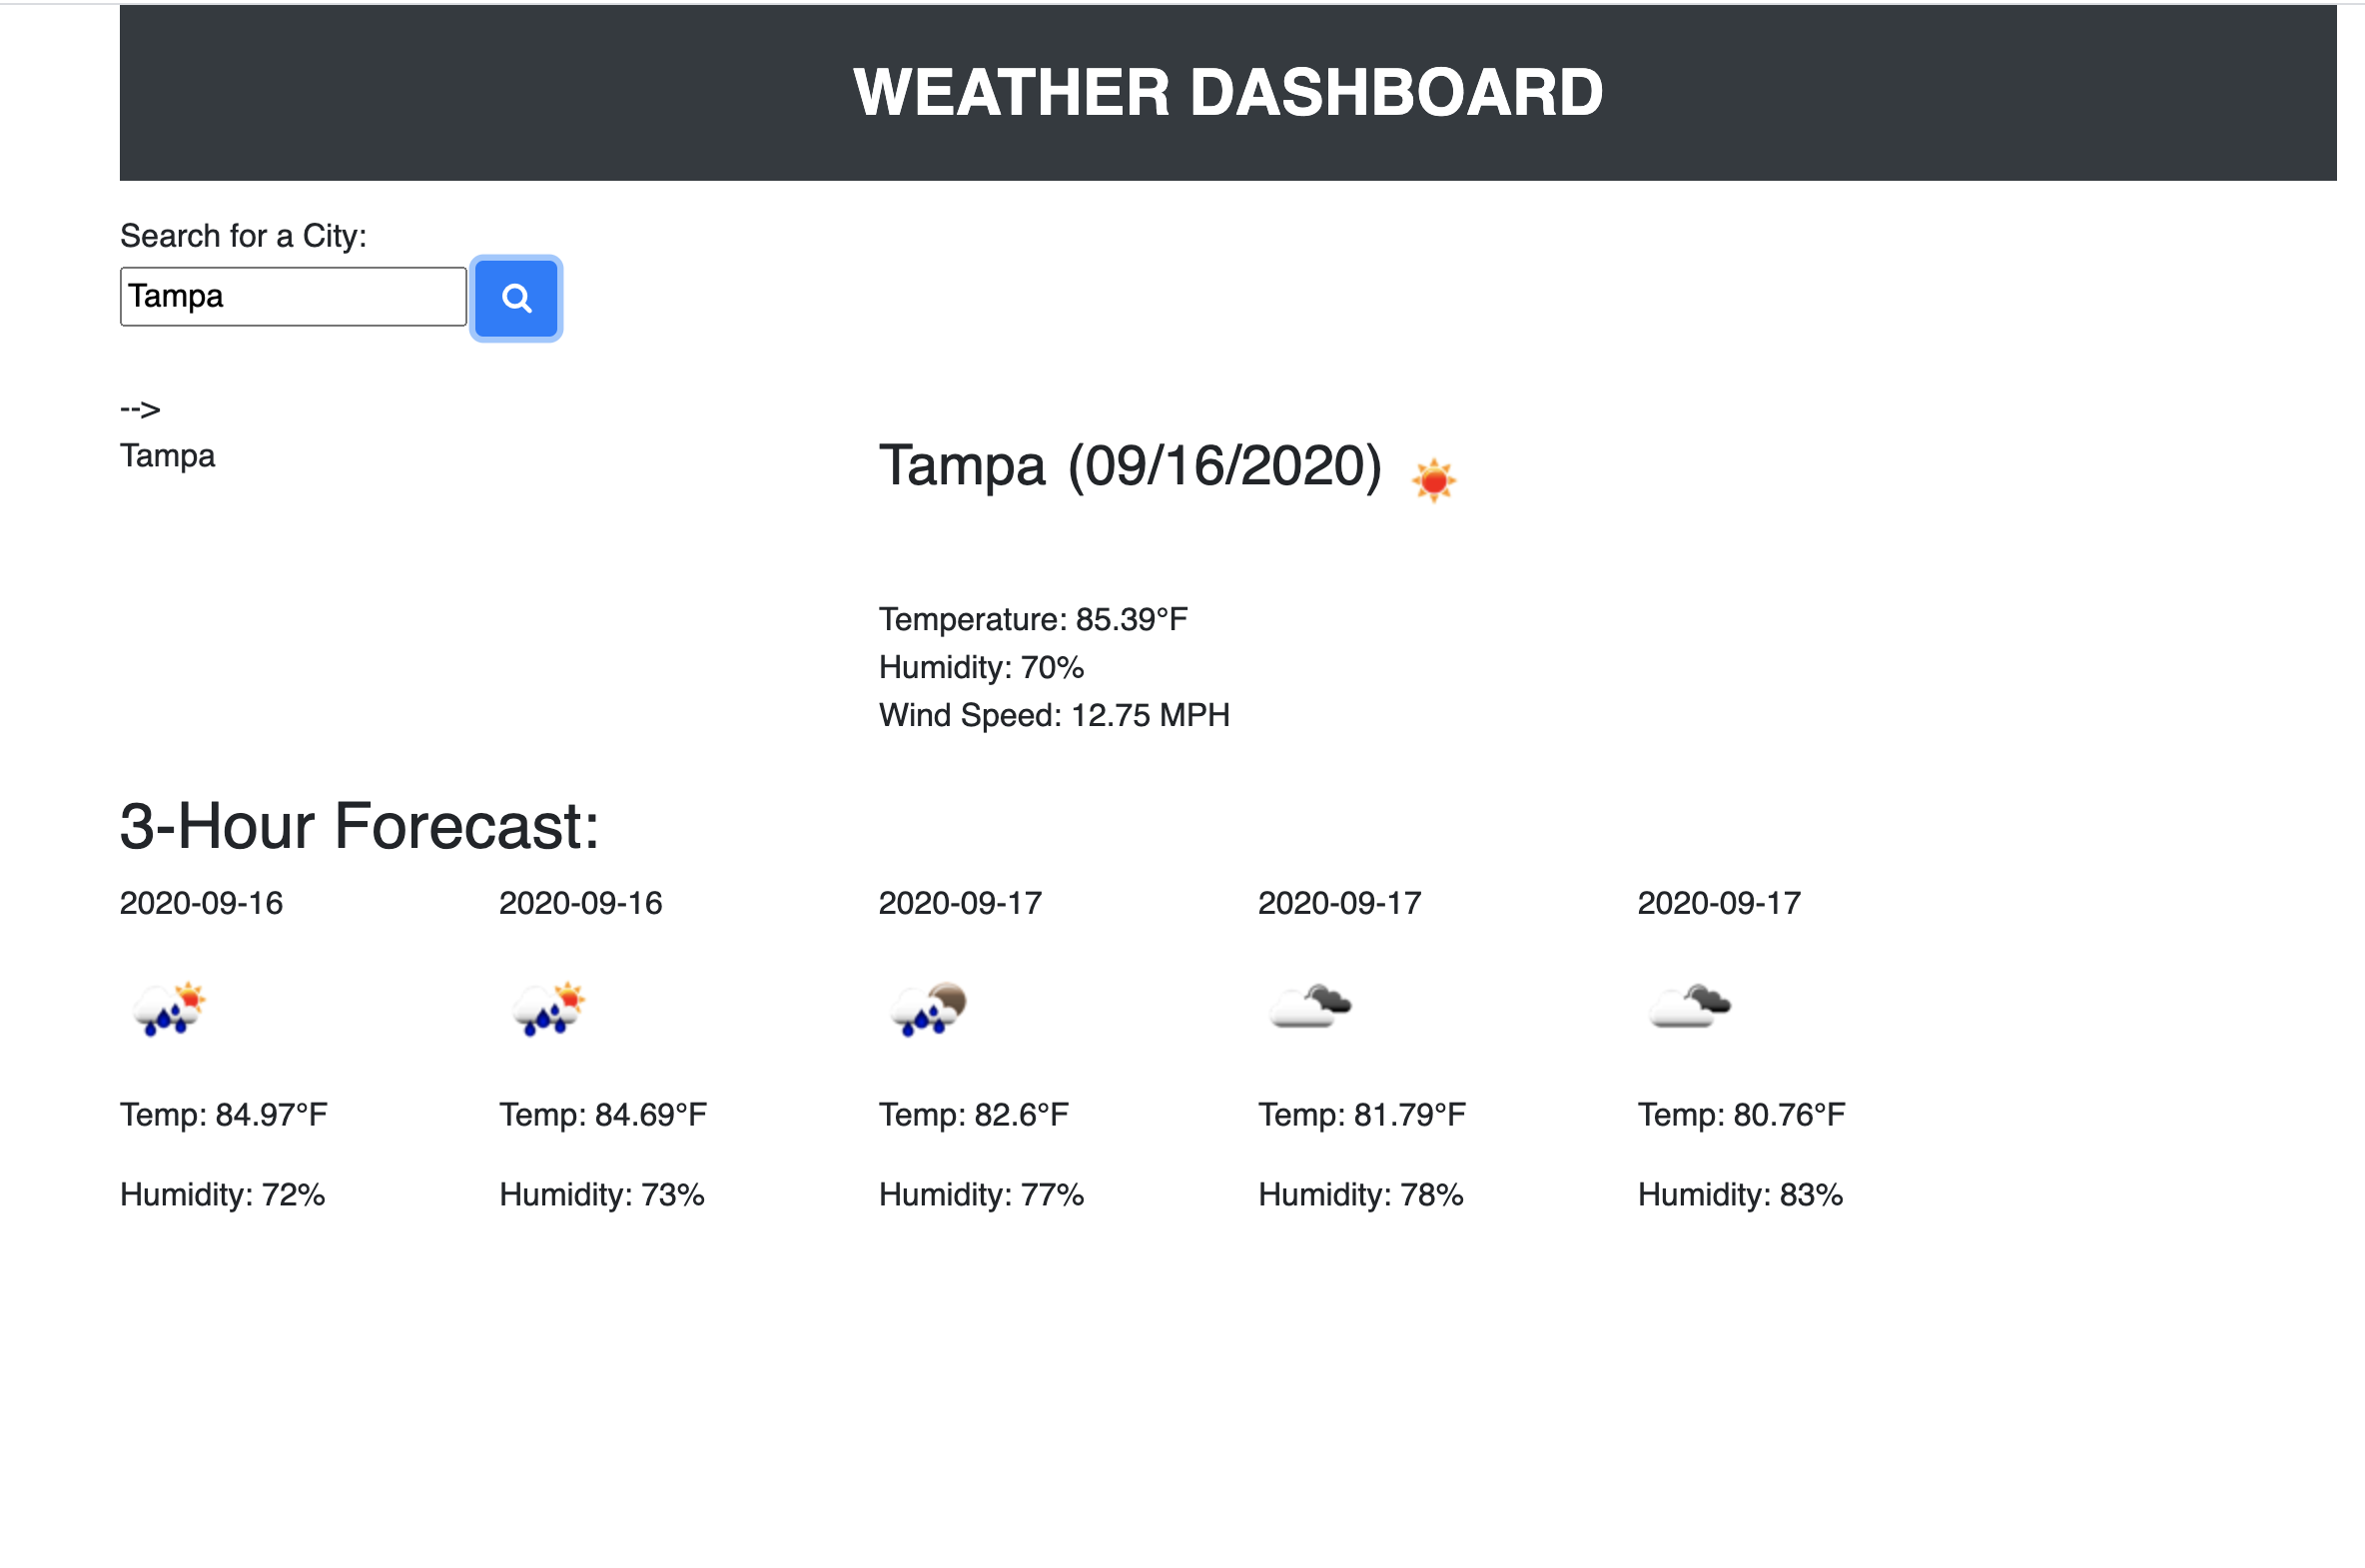 WEATHER DASHBOARD
Search for a City:
Tampa
-->
Tampa
Tampa (09/16/2020)
Temperature: 85.39°F
Humidity: 70%
Wind Speed: 12.75 MPH
3-Hour Forecast:
2020-09-16 2020-09-16 2020-09-17 2020-09-17 2020-09-17
Temp: 84.97°F Temp: 84.69°F Temp: 82.6°F Temp: 81.79°F Temp: 80.76°F
Humidity: 72% Humidity: 73% Humidity: 77% Humidity: 78% Humidity: 83%